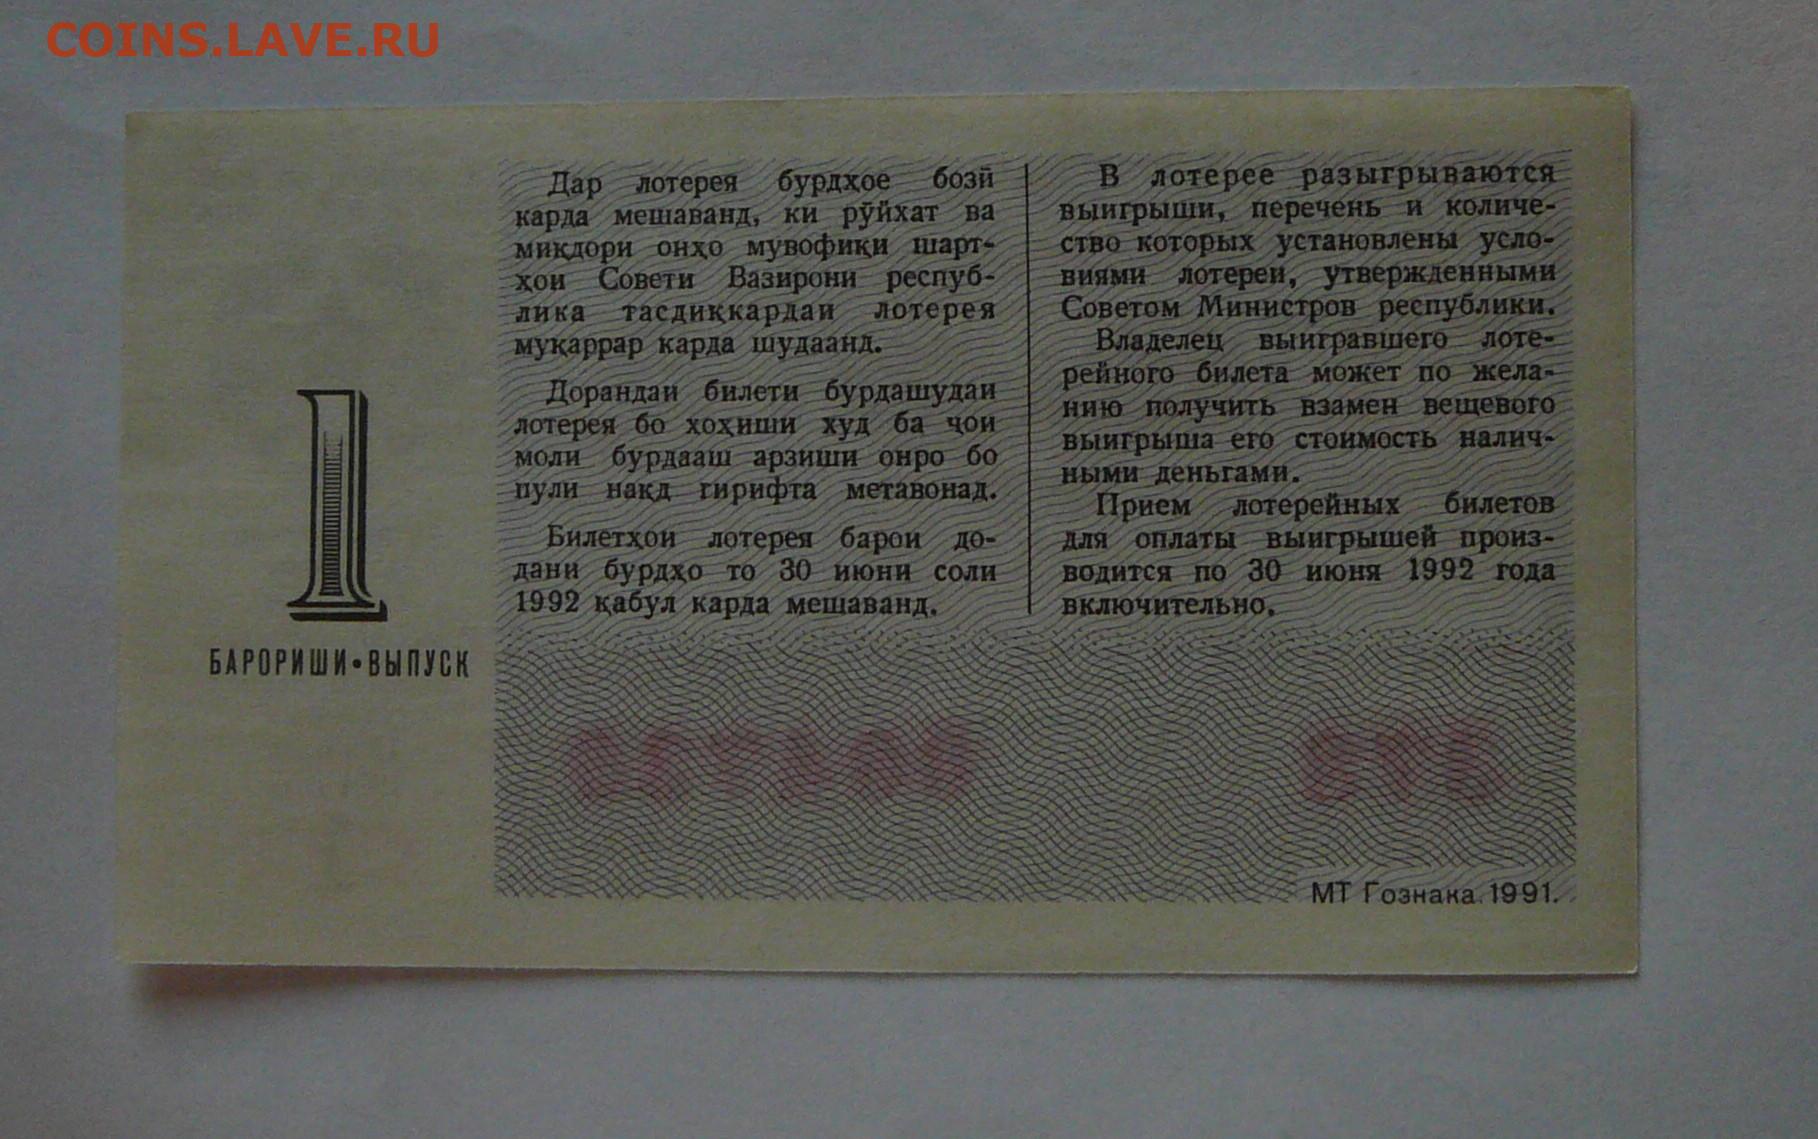 COINS.LAVE.RU
Дар лотерея бурдҳое бозӣ
карда мешаванд, ки рӯйхат ва
миқдори онҳо мувофиқи шарт-
ҳои Совети Вазирони респуб-
лика тасдиққардаи лотерея
муқаррар карда шудаанд.
Дорандаи билети бурдашудаи
лотерея бо хоҳиши худ ба ҷои
моли бурдааш арзиши онро бо
пули нақд гирифта метавонад.
Билетҳои лотерея барои до-
дани бурдҳо то 30 июни соли
1992 қабул карда мешаванд.
В лотерее разыгрываются
выигрыши, перечень и количе-
ство которых установлены усло-
виями лотереи, утвержденными
Советом Министров республики.
Владелец выигравшего лоте-
рейного билета может по жела-
нию получить взамен вещевого
выигрыша его стоимость налич-
ными деньгами.
Прием лотерейных билетов
для оплаты выигрышей произ-
водится по 30 июня 1992 года
включительно.
1
БАРОРИШИ•ВЫПУСК
МТ Гознака. 1991.